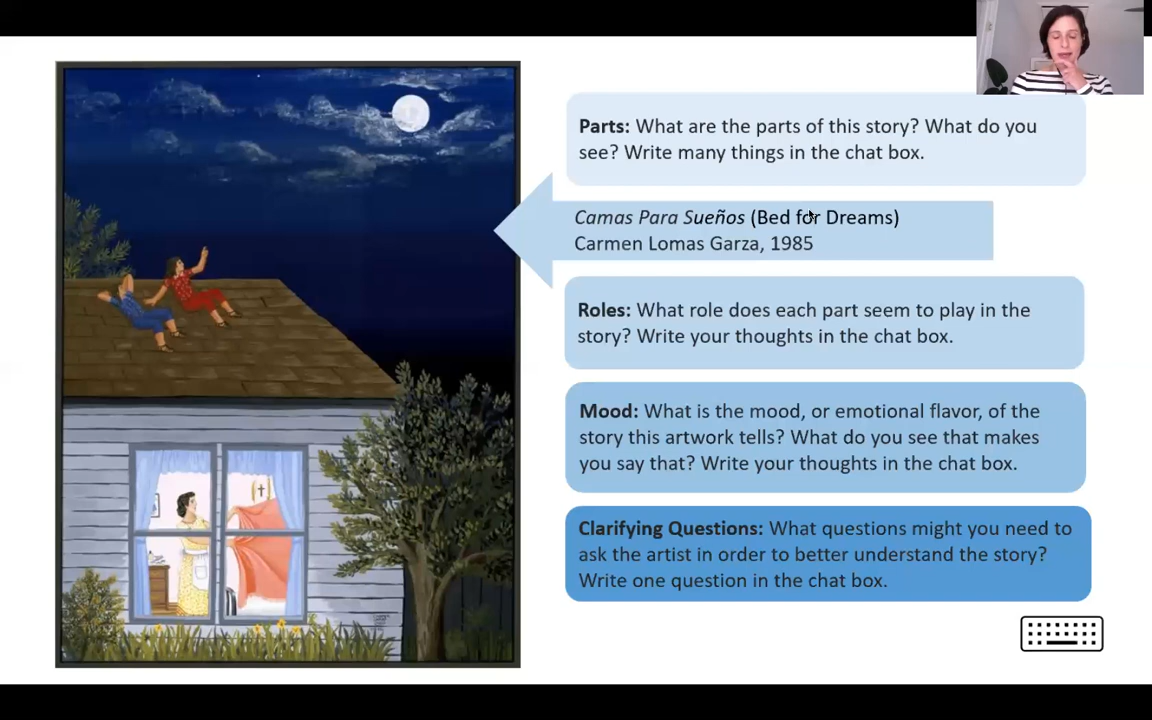 Parts: What are the parts of this story? What do you
see? Write many things in the chat box.
Camas Para Sueños (Bed for Dreams)
Carmen Lomas Garza, 1985
Roles: What role does each part seem to play in the
story? Write your thoughts in the chat box.
Mood: What is the mood, or emotional flavor, of the
story this artwork tells? What do you see that makes
you say that? Write your thoughts in the chat box.
Clarifying Questions: What questions might you need to
ask the artist in order to better understand the story?
Write one question in the chat box.